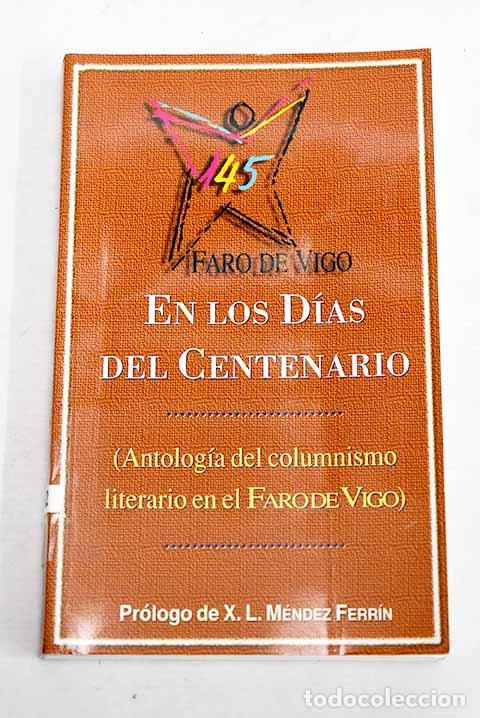 145
FARO DE VIGO
EN LOS DÍAS
DEL CENTENARIO
(Antología del columnismo
literario en el FARO DE VIGO)
Prólogo de X. L. MÉNDEZ FERRÍN
todocoleccion